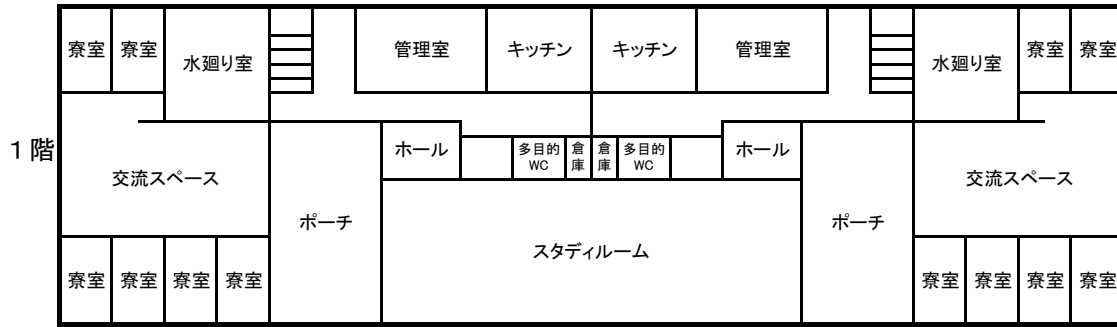 寮室 寮室 水廻り室 管理室 キッチン キッチン 管理室 水廻り室 寮室 寮室
1階
ホール 多目的WC 倉庫 倉庫 多目的WC ホール
交流スペース 交流スペース
ポーチ スタディルーム ポーチ
寮室 寮室 寮室 寮室 寮室 寮室 寮室 寮室